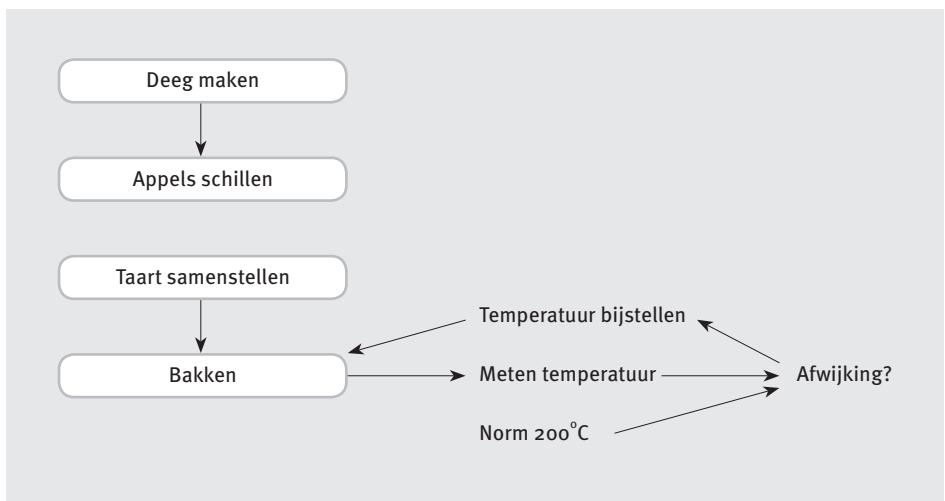 Deeg maken
Appels schillen
Taart samenstellen
Temperatuur bijstellen
Bakken
Meten temperatuur
Afwijking?
Norm 200°C